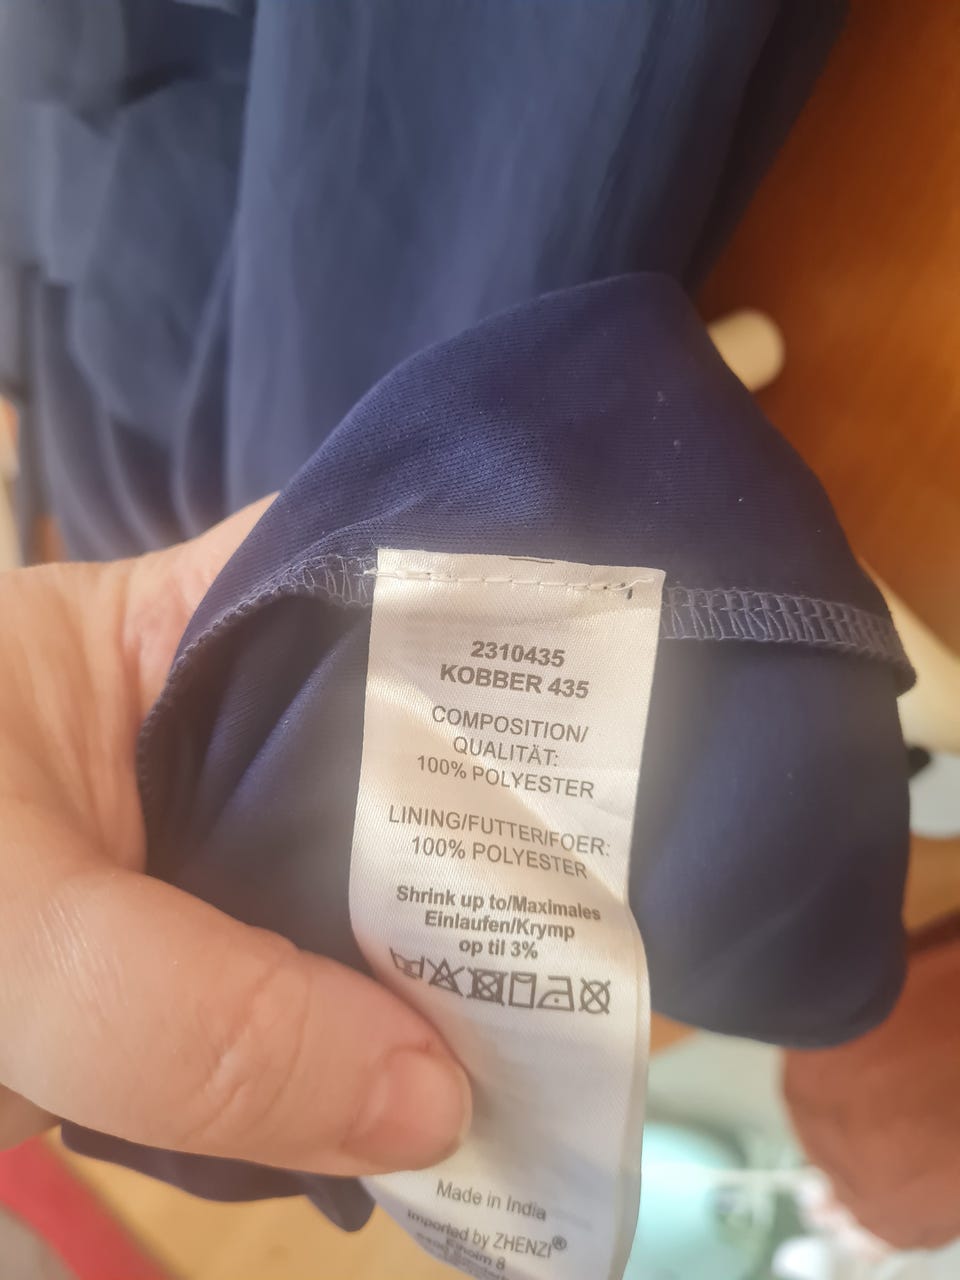 2310435
KOBBER 435
COMPOSITION/
QUALITÄT:
100% POLYESTER
LINING/FUTTER/FOER:
100% POLYESTER
Shrink up to/Maximales
Einlaufen/Krymp
op til 3%
Made in India
Imported by ZHENZI®
8